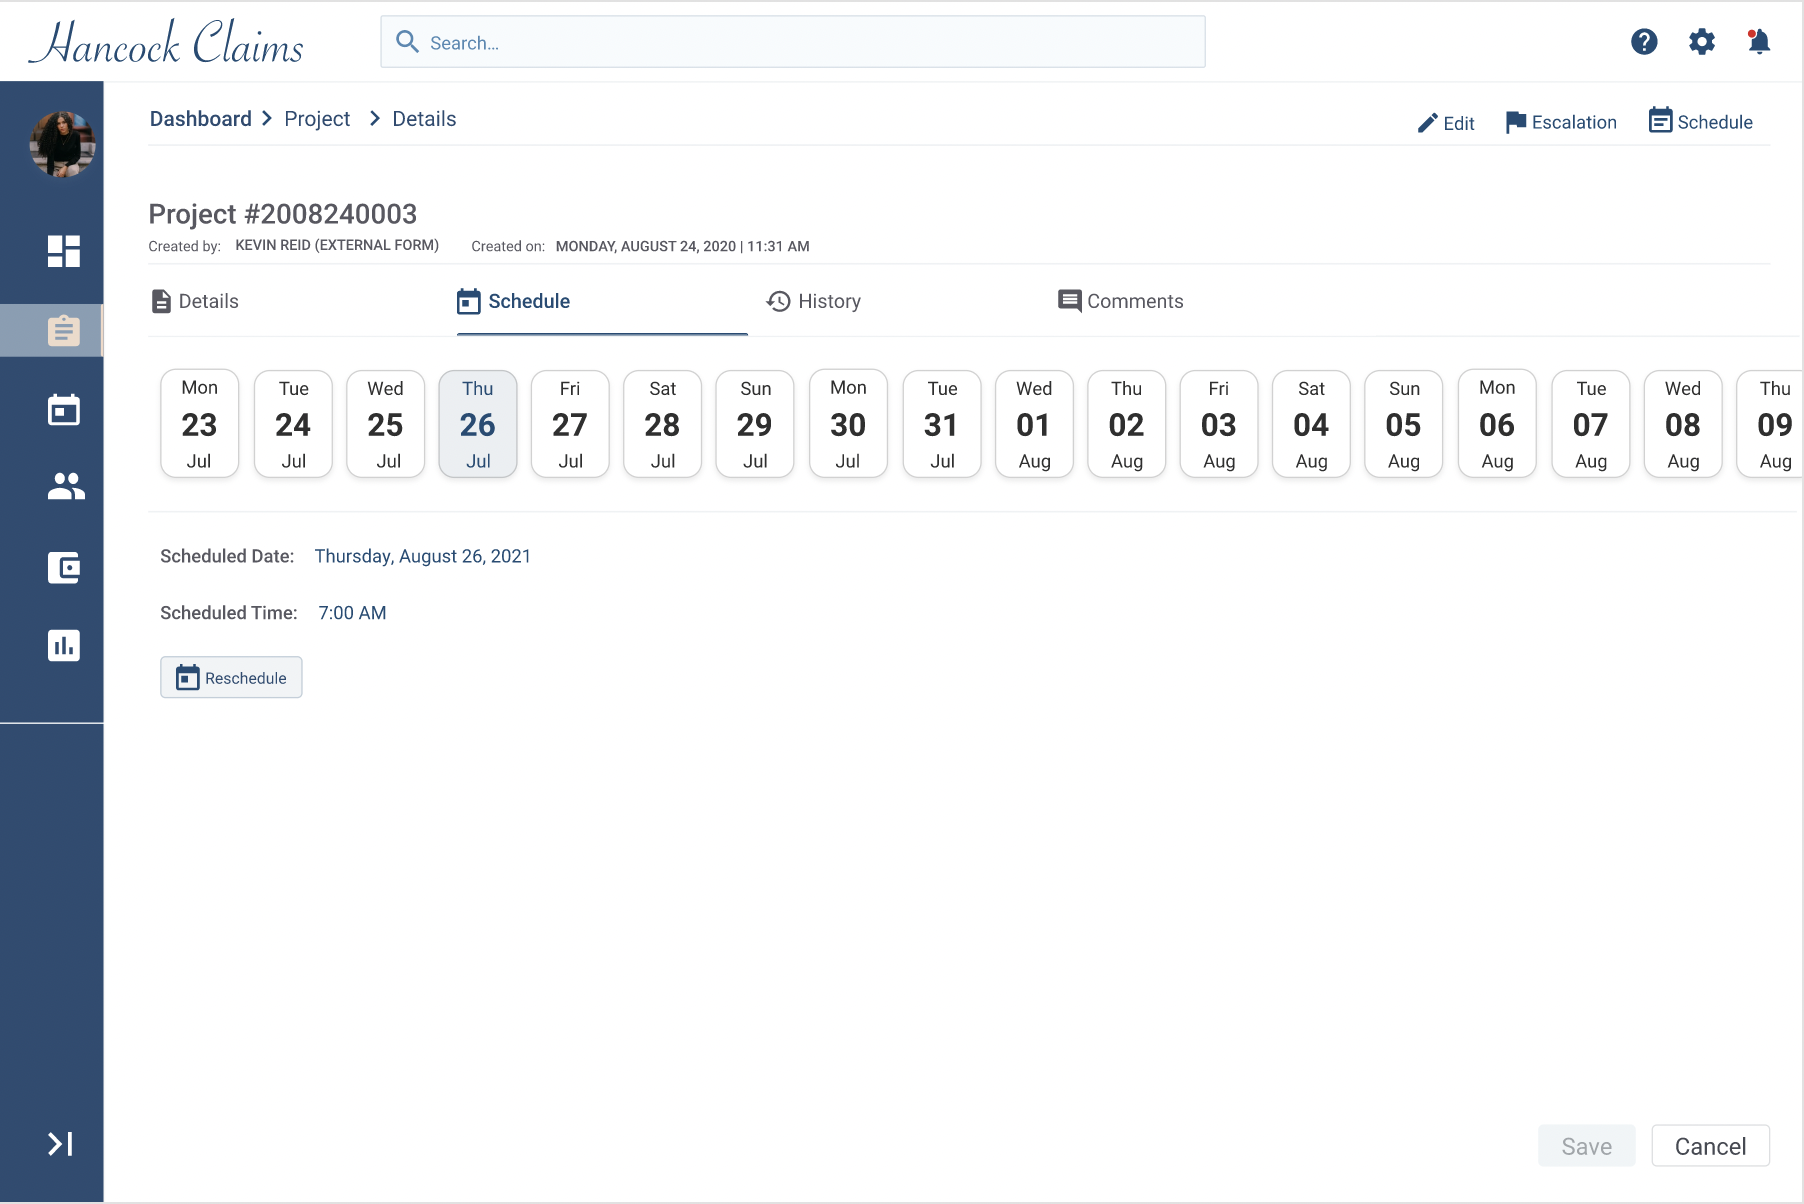 Hancock Claims
Search...
Dashboard > Project > Details
Edit
Escalation
Schedule
Project #2008240003
Created by: KEVIN REID (EXTERNAL FORM) Created on: MONDAY, AUGUST 24, 2020 | 11:31 AM
Details
Schedule
History
Comments
Mon Tue Wed Thu Fri Sat Sun Mon Tue Wed Thu Fri Sat Sun Mon Tue Wed Thu
23 24 25 26 27 28 29 30 31 01 02 03 04 05 06 07 08 09
Jul Jul Jul Jul Jul Jul Jul Jul Jul Aug Aug Aug Aug Aug Aug Aug Aug Aug
Scheduled Date: Thursday, August 26, 2021
Scheduled Time: 7:00 AM
Reschedule
Save
Cancel